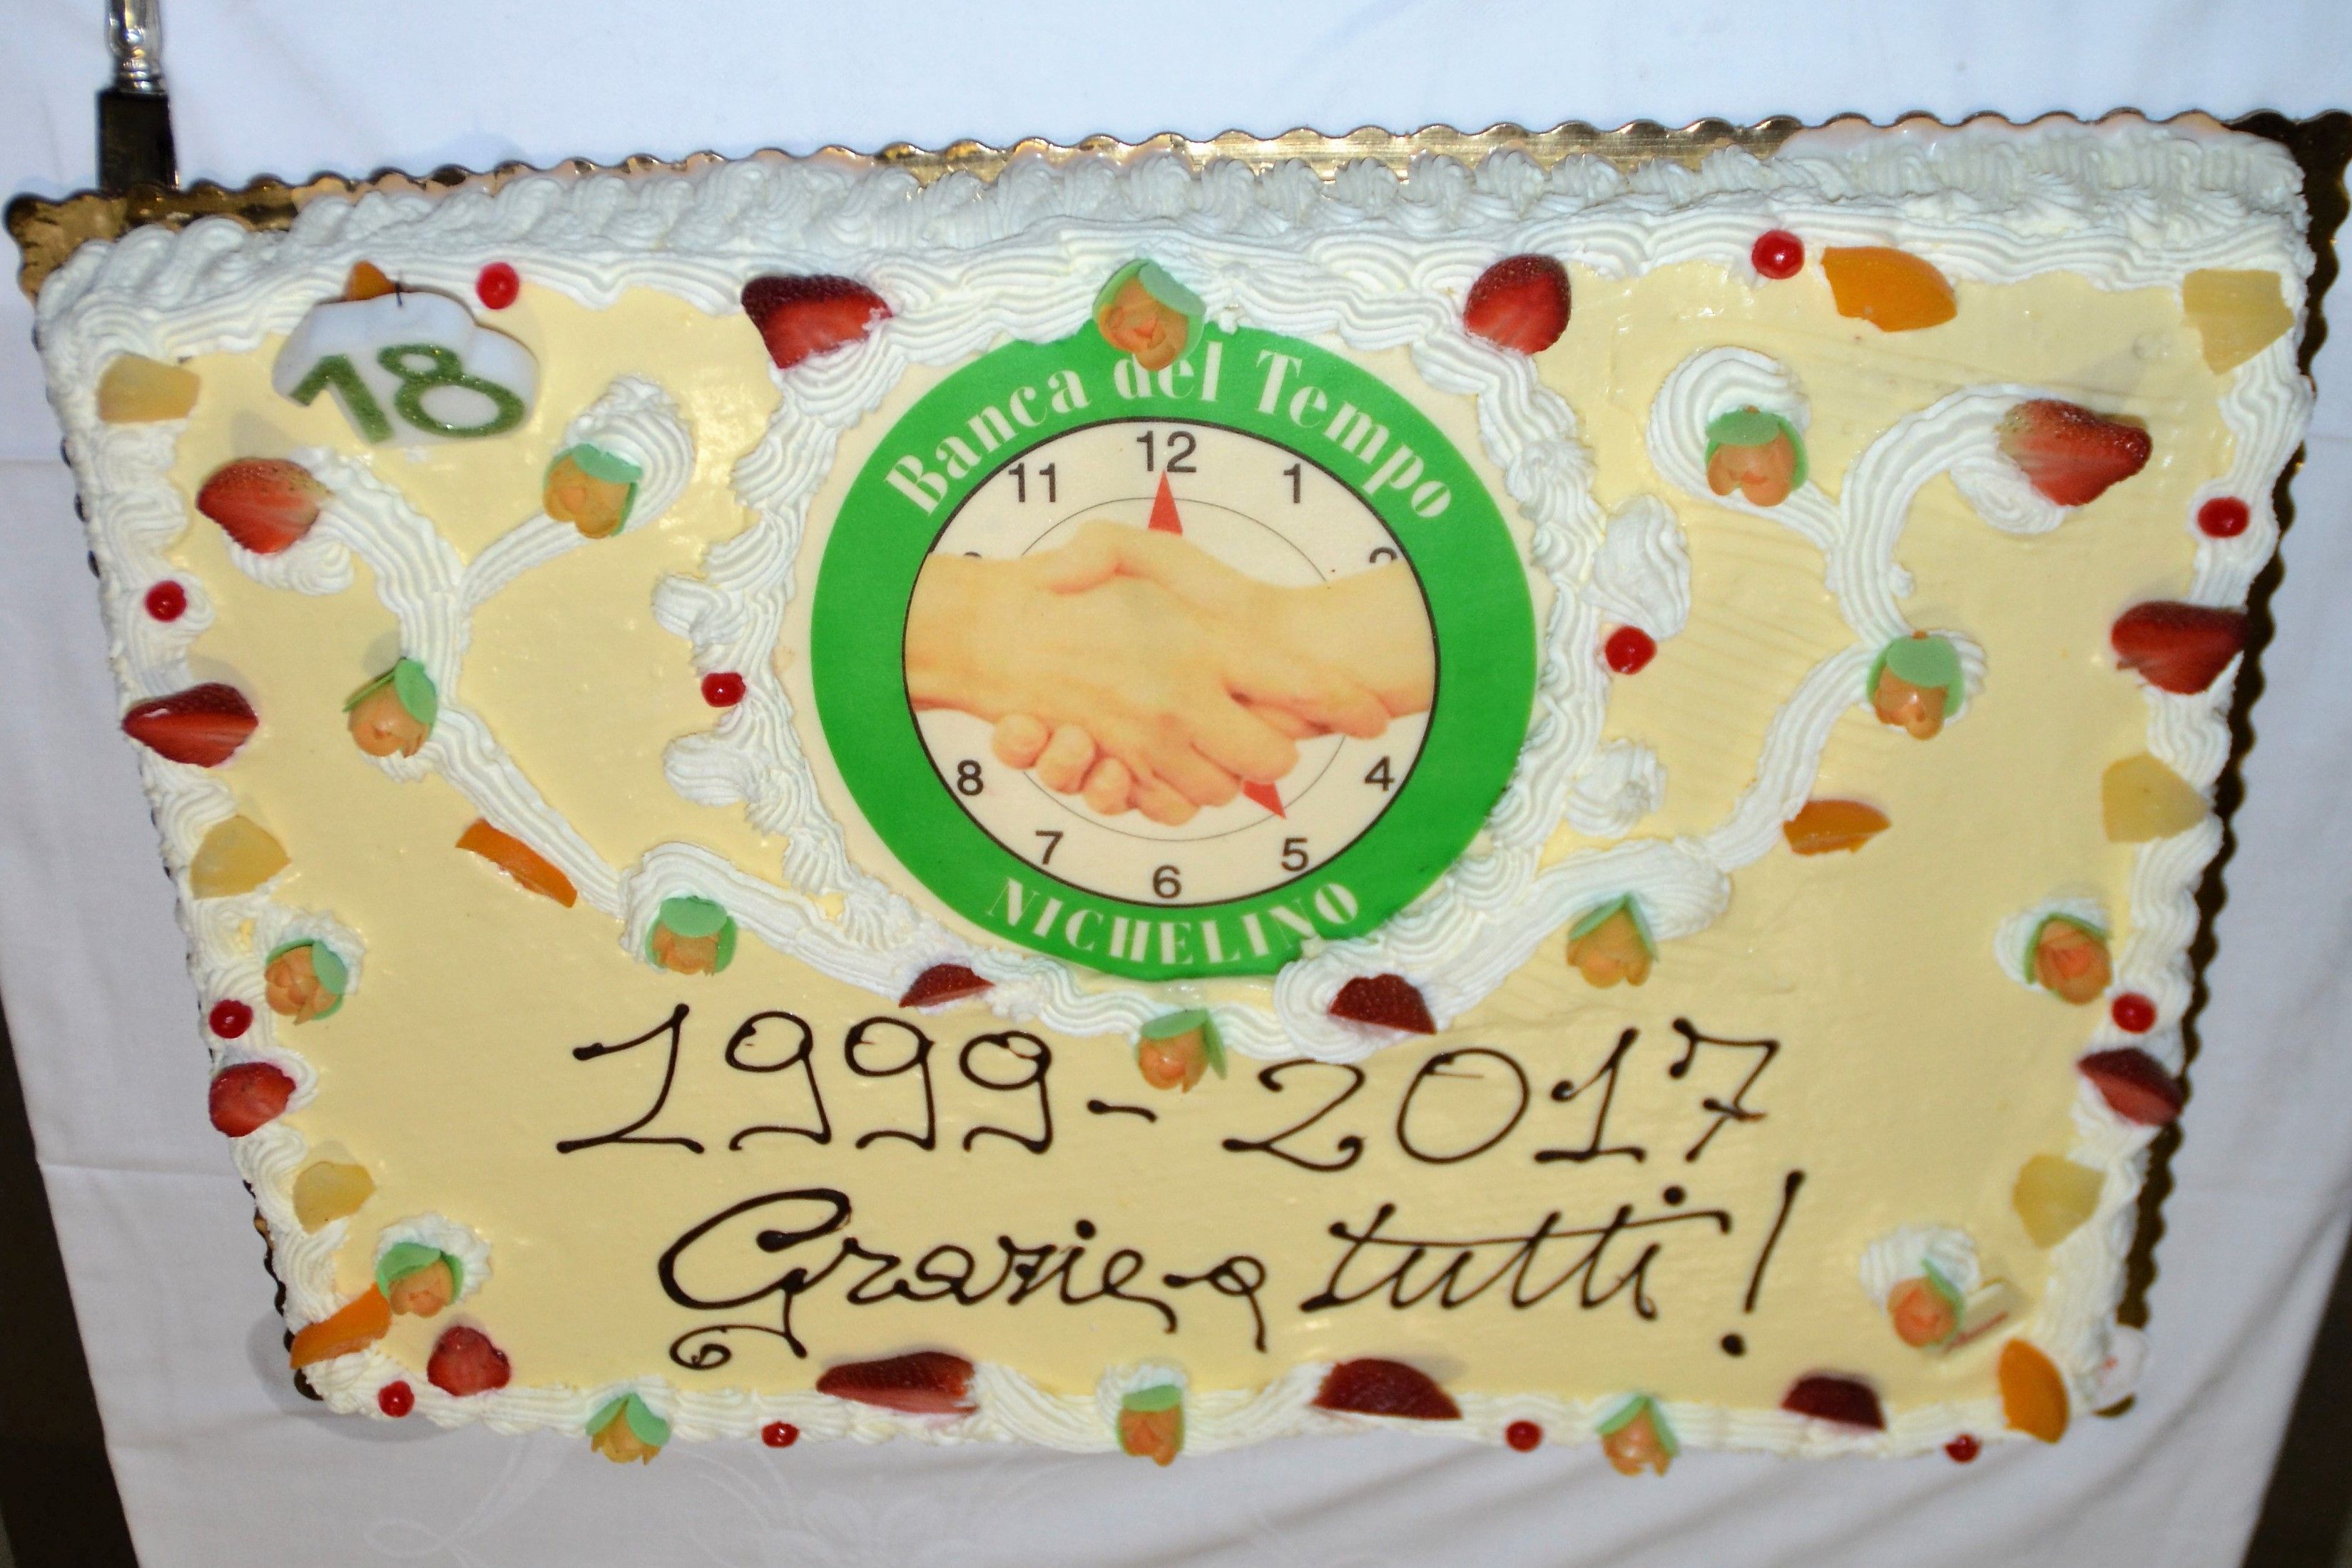 18
Banca del Tempo
12
11 1
8 4
7 5
6
NICHELINO
1999-2017
Grazie a tutti!